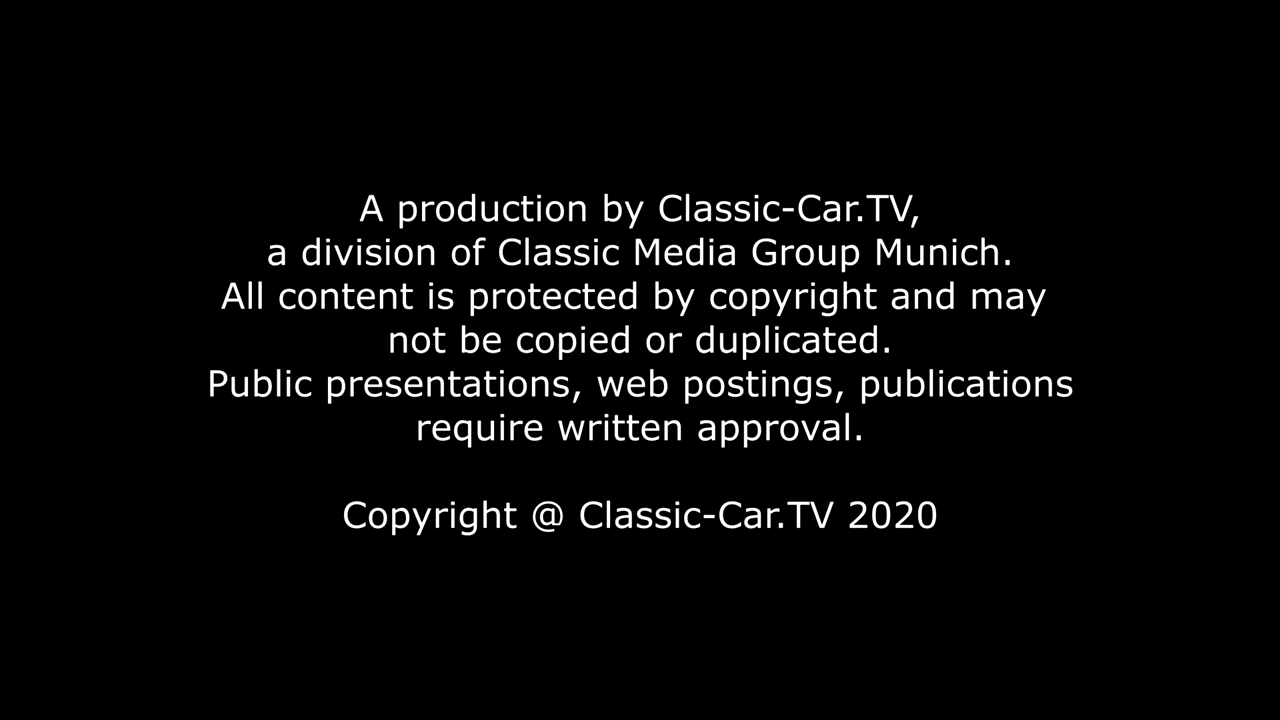 A production by Classic-Car.TV,
a division of Classic Media Group Munich.
All content is protected by copyright and may
not be copied or duplicated.
Public presentations, web postings, publications
require written approval.
Copyright @ Classic-Car.TV 2020